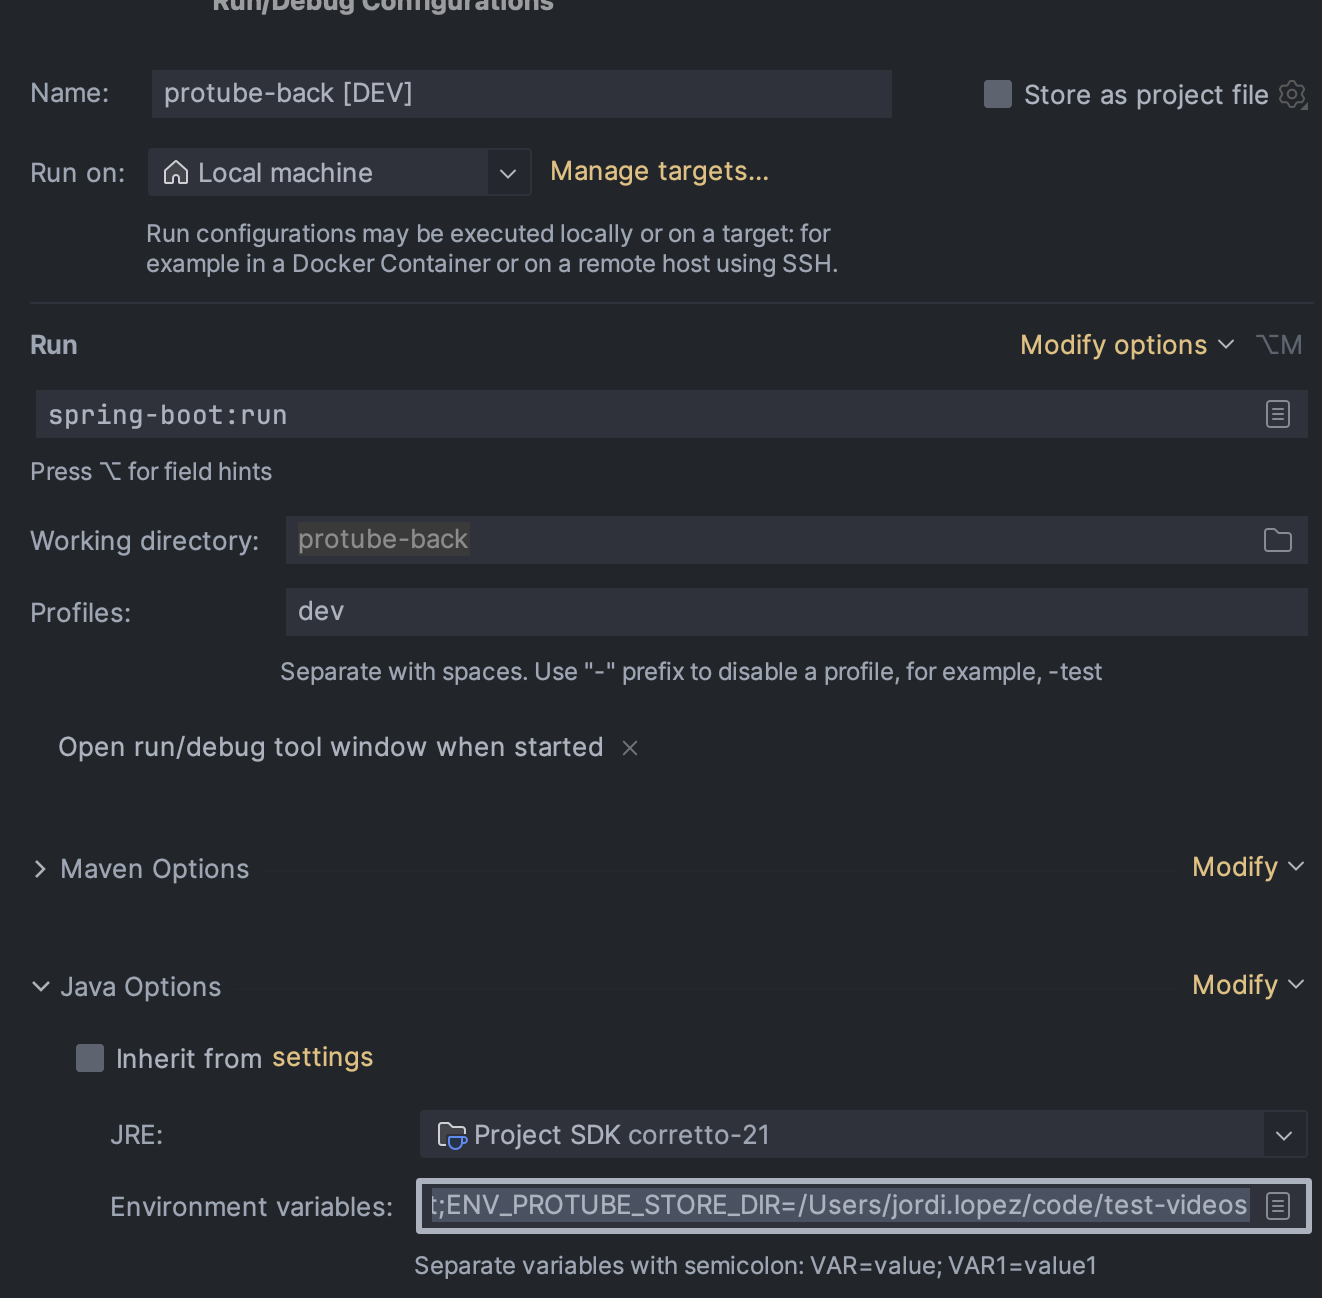 Run/Debug Configurations
Name: protube-back [DEV] Store as project file
Run on: Local machine Manage targets...
Run configurations may be executed locally or on a target: for
example in a Docker Container or on a remote host using SSH.
Run Modify options ⌥M
spring-boot:run
Press ⌥ for field hints
Working directory: protube-back
Profiles: dev
Separate with spaces. Use "-" prefix to disable a profile, for example, -test
Open run/debug tool window when started ×
Maven Options Modify
Java Options Modify
Inherit from settings
JRE: Project SDK corretto-21
Environment variables: t;ENV_PROTUBE_STORE_DIR=/Users/jordi.lopez/code/test-videos
Separate variables with semicolon: VAR=value; VAR1=value1